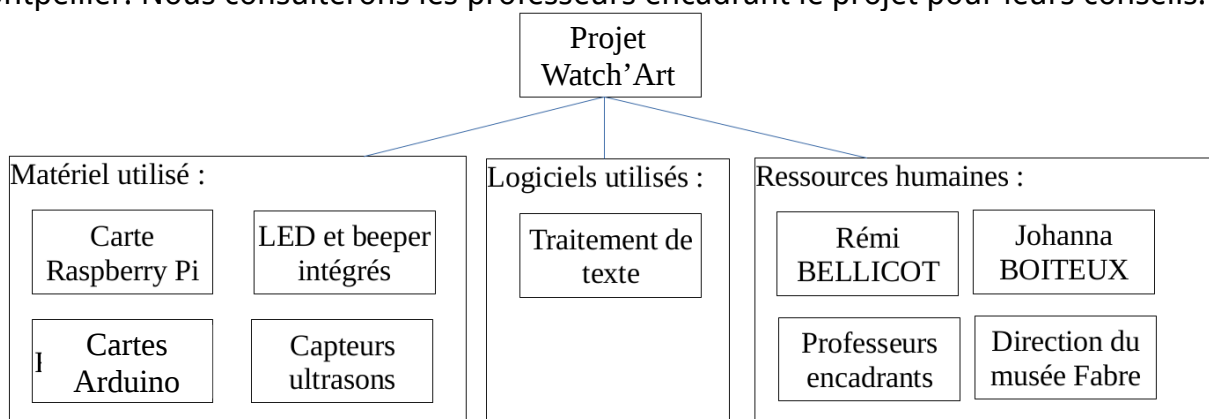 ntpellier. Nous consulterons les professeurs encadrant le projet pour leurs conseils.
Projet
Watch’Art
Matériel utilisé :
Carte
Raspberry Pi
LED et beeper
intégrés
Cartes
Arduino
Capteurs
ultrasons
Logiciels utilisés :
Traitement de
texte
Ressources humaines :
Rémi
BELLICOT
Johanna
BOITEUX
Professeurs
encadrants
Direction du
musée Fabre